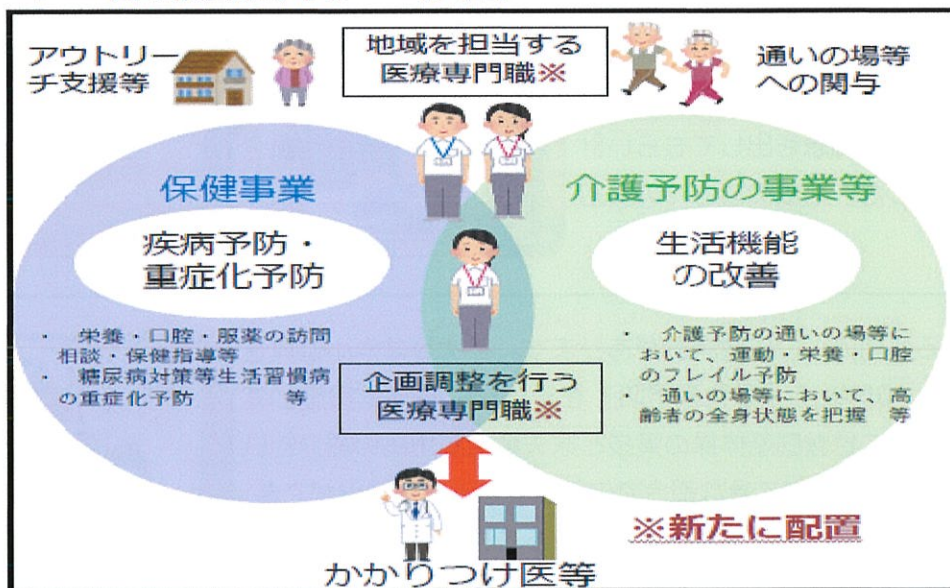 アウトリー
チ支援等
地域を担当する
医療専門職※
通いの場等
への関与
保健事業
介護予防の事業等
疾病予防・
重症化予防
生活機能
の改善
・　栄養・口腔・服薬の訪問
相談・保健指導等
・　糖尿病対策等生活習慣病
の重症化予防　　　等
・　介護予防の通いの場等に
おいて、運動・栄養・口腔
のフレイル予防
・　通いの場等において、高
齢者の全身状態を把握　等
企画調整を行う
医療専門職※
※新たに配置
かかりつけ医等